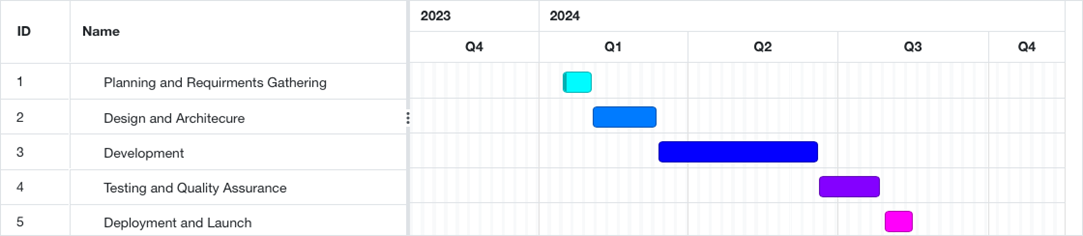 2023 2024
ID Name
Q4 Q1 Q2 Q3 Q4
1 Planning and Requirments Gathering
2 Design and Architecure
3 Development
4 Testing and Quality Assurance
5 Deployment and Launch